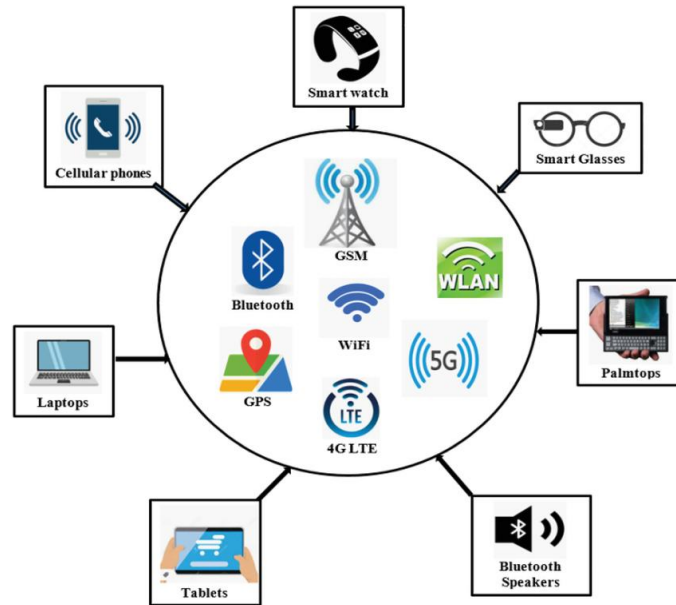 Smart watch
Cellular phones
Smart Glasses
GSM
WLAN
Bluetooth
WiFi
5G
GPS
LTE
4G LTE
Laptops
Palmtops
Tablets
Bluetooth
Speakers